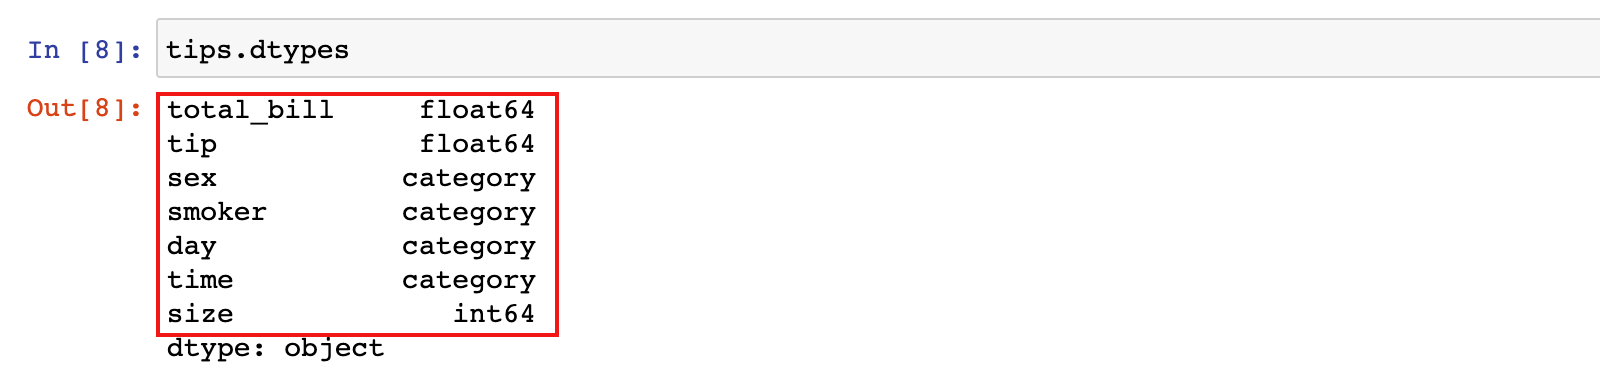 In [8]: tips.dtypes
Out[8]: total_bill float64
tip float64
sex category
smoker category
day category
time category
size int64
dtype: object